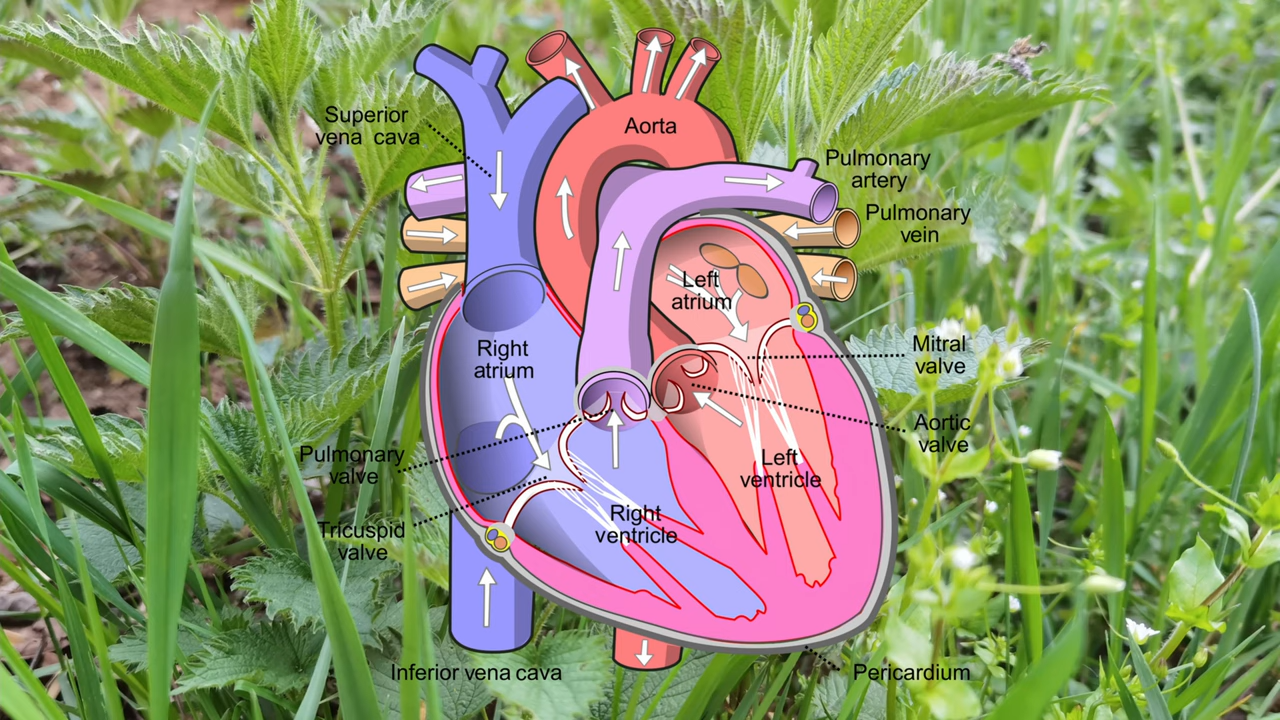 Superior
vena cava
Aorta
Pulmonary
artery
Pulmonary
vein
Left
atrium
Right
atrium
Mitral
valve
Aortic
valve
Pulmonary
valve
Left
ventricle
Tricuspid
valve
Right
ventricle
Inferior vena cava
Pericardium